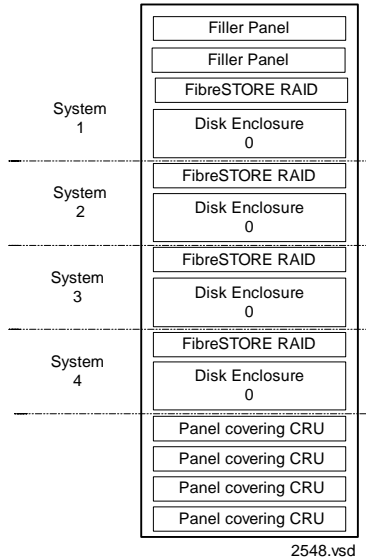 Filler Panel
Filler Panel
FibreSTORE RAID
System
1
Disk Enclosure
0
FibreSTORE RAID
System
2
Disk Enclosure
0
FibreSTORE RAID
System
3
Disk Enclosure
0
FibreSTORE RAID
System
4
Disk Enclosure
0
Panel covering CRU
Panel covering CRU
Panel covering CRU
Panel covering CRU
2548.vsd